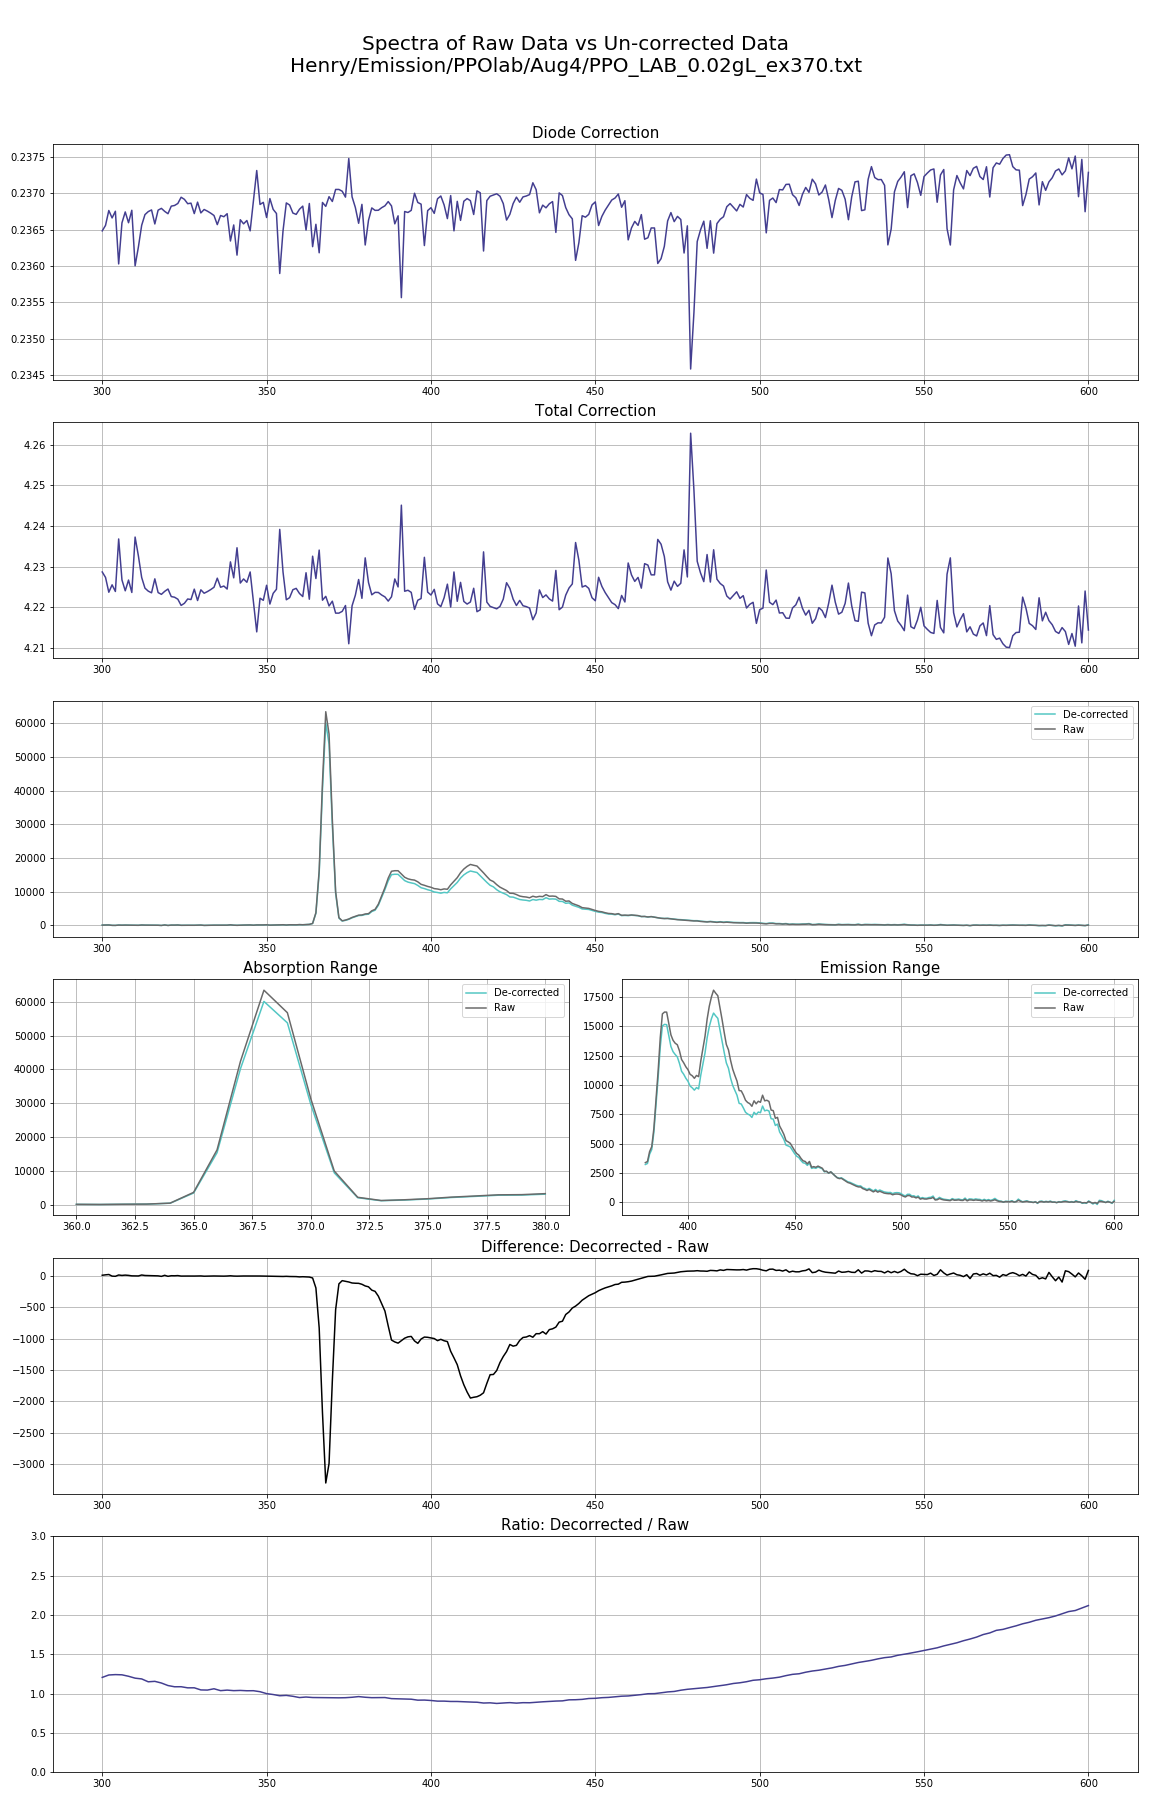 Spectra of Raw Data vs Un-corrected Data
Henry/Emission/PPOlab/Aug4/PPO_LAB_0.02gL_ex370.txt
Diode Correction
0.2375
0.2370
0.2365
0.2360
0.2355
0.2350
0.2345
300 350 400 450 500 550 600
Total Correction
4.26
4.25
4.24
4.23
4.22
4.21
300 350 400 450 500 550 600
De-corrected
Raw
60000
50000
40000
30000
20000
10000
0
300 350 400 450 500 550 600
Absorption Range
De-corrected
Raw
60000
50000
40000
30000
20000
10000
0
360.0 362.5 365.0 367.5 370.0 372.5 375.0 377.5 380.0
Emission Range
De-corrected
Raw
17500
15000
12500
10000
7500
5000
2500
0
400 450 500 550 600
Difference: Decorrected - Raw
0
−500
−1000
−1500
−2000
−2500
−3000
300 350 400 450 500 550 600
Ratio: Decorrected / Raw
3.0
2.5
2.0
1.5
1.0
0.5
0.0
300 350 400 450 500 550 600